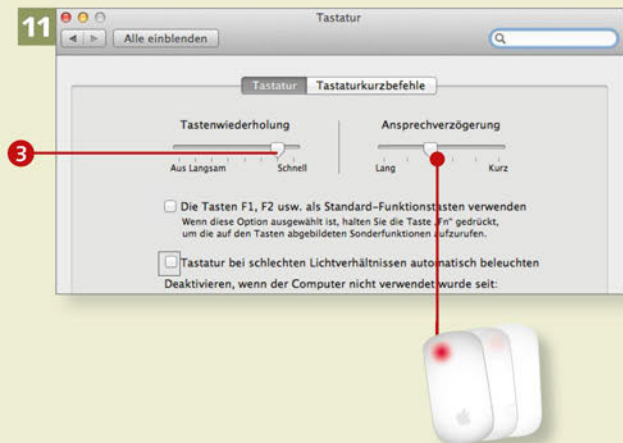 11
Tastatur
Alle einblenden
Tastatur Tastaturkurzbefehle
Tastenwiederholung Ansprechverzögerung
3
Aus Langsam Schnell Lang Kurz
Die Tasten F1, F2 usw. als Standard-Funktionstasten verwenden
Wenn diese Option ausgewählt ist, halten Sie die Taste „Fn“ gedrückt,
um die auf den Tasten abgebildeten Sonderfunktionen aufzurufen.
Tastatur bei schlechten Lichtverhältnissen automatisch beleuchten
Deaktivieren, wenn der Computer nicht verwendet wurde seit: